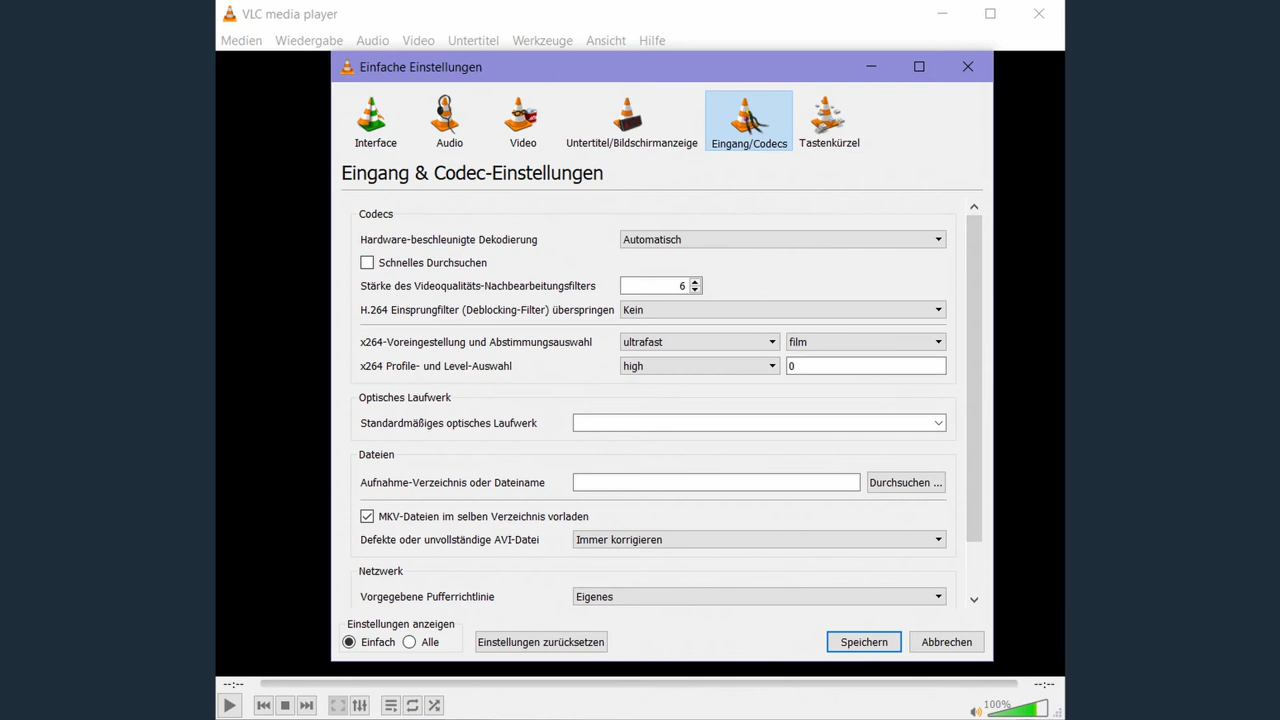 VLC media player
Medien Wiedergabe Audio Video Untertitel Werkzeuge Ansicht Hilfe
Einfache Einstellungen
Interface Audio Video Untertitel/Bildschirmanzeige Eingang/Codecs Tastenkürzel
Eingang & Codec-Einstellungen
Codecs
Hardware-beschleunigte Dekodierung Automatisch
Schnelles Durchsuchen
Stärke des Videoqualitäts-Nachbearbeitungsfilters 6
H.264 Einsprungfilter (Deblocking-Filter) überspringen Kein
x264-Voreingestellung und Abstimmungsauswahl ultrafast film
x264 Profile- und Level-Auswahl high 0
Optisches Laufwerk
Standardmäßiges optisches Laufwerk
Dateien
Aufnahme-Verzeichnis oder Dateiname Durchsuchen ...
MKV-Dateien im selben Verzeichnis vorladen
Defekte oder unvollständige AVI-Datei Immer korrigieren
Netzwerk
Vorgegebene Pufferrichtlinie Eigenes
Einstellungen anzeigen
Einfach Alle Einstellungen zurücksetzen Speichern Abbrechen
--:-- --:--
100%